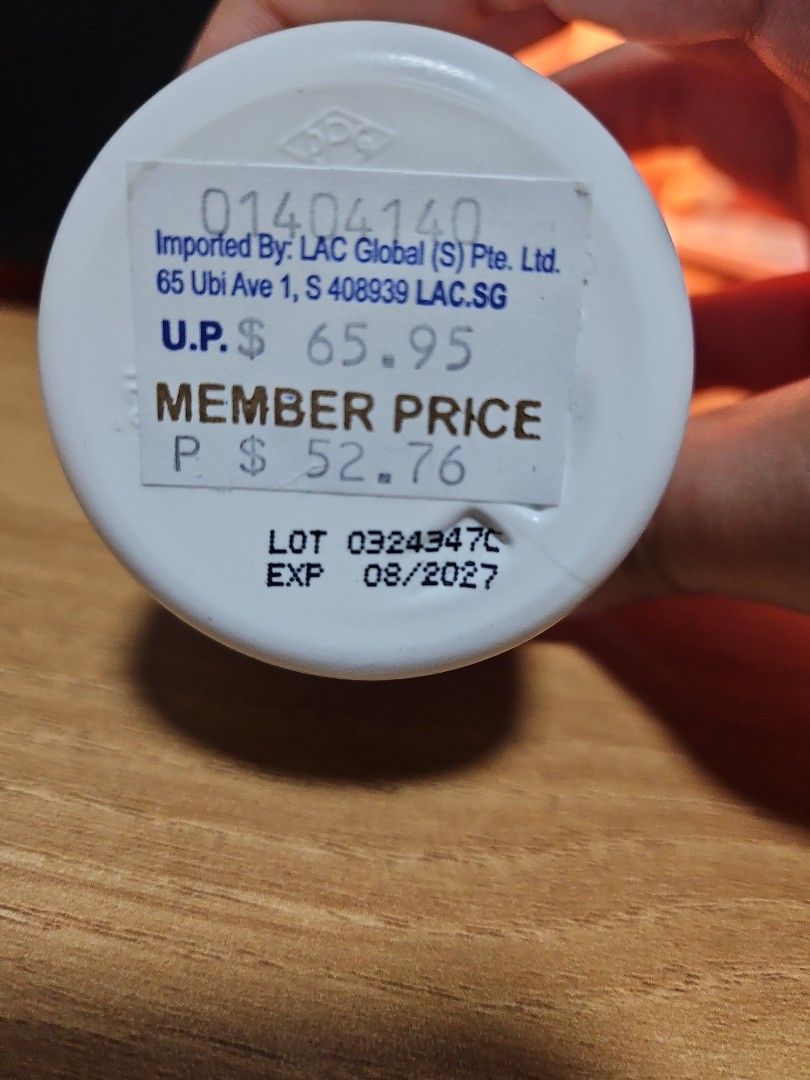 01404140
Imported By: LAC Global (S) Pte. Ltd.
65 Ubi Ave 1, S 408939 LAC.SG
U.P. $ 65.95
MEMBER PRICE
P $ 52.76
LOT 0324347C
EXP 08/2027